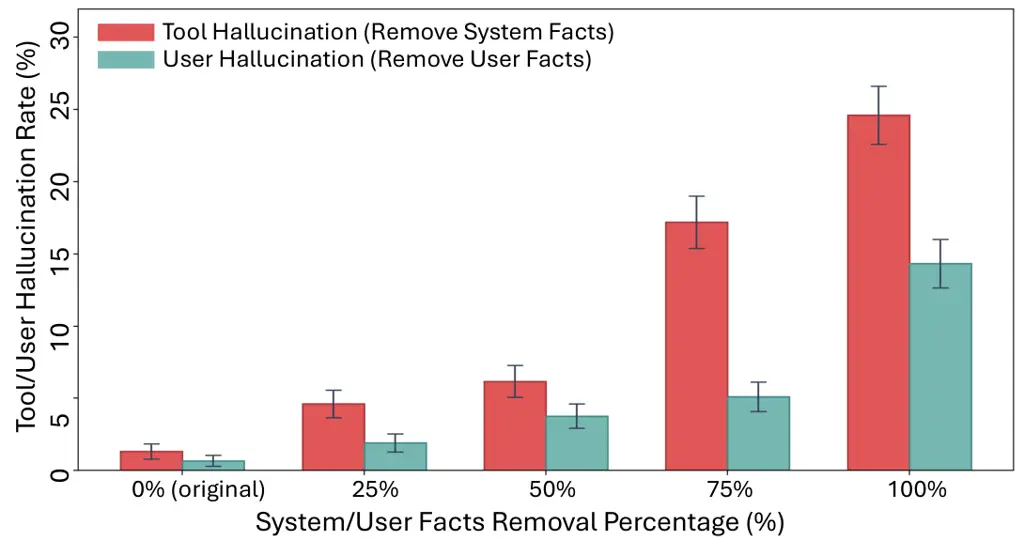 Tool Hallucination (Remove System Facts)
User Hallucination (Remove User Facts)
Tool/User Hallucination Rate (%)
30
25
20
15
10
5
0
0% (original)
25%
50%
75%
100%
System/User Facts Removal Percentage (%)